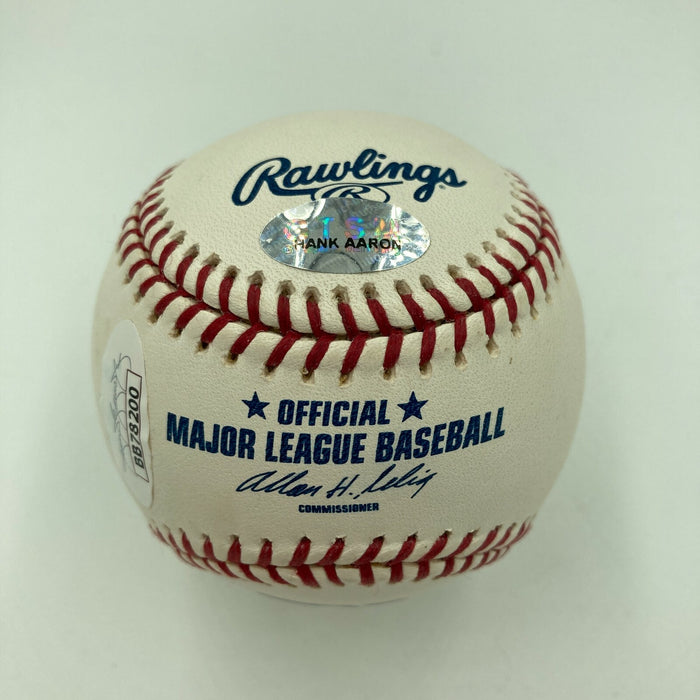 Rawlings
R
HANK AARON
BB78200
OFFICIAL
MAJOR LEAGUE BASEBALL
Allan H. Selig
COMMISSIONER